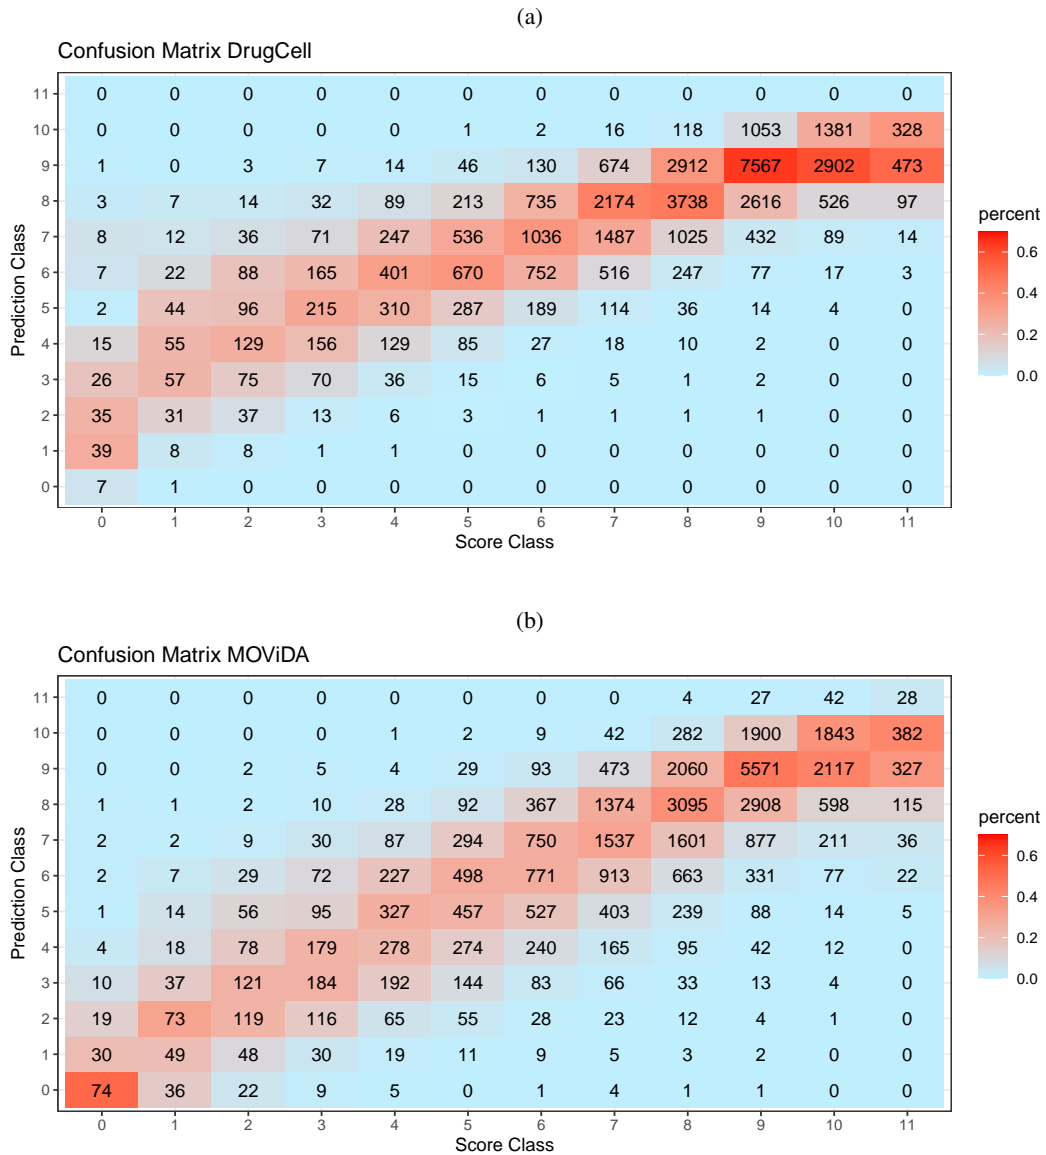 (a)
Confusion Matrix DrugCell
11 0 0 0 0 0 0 0 0 0 0 0 0
10 0 0 0 0 0 1 2 16 118 1053 1381 328
9 1 0 3 7 14 46 130 674 2912 7567 2902 473
8 3 7 14 32 89 213 735 2174 3738 2616 526 97
7 8 12 36 71 247 536 1036 1487 1025 432 89 14
6 7 22 88 165 401 670 752 516 247 77 17 3
5 2 44 96 215 310 287 189 114 36 14 4 0
4 15 55 129 156 129 85 27 18 10 2 0 0
3 26 57 75 70 36 15 6 5 1 2 0 0
2 35 31 37 13 6 3 1 1 1 1 0 0
1 39 8 8 1 1 0 0 0 0 0 0 0
0 7 1 0 0 0 0 0 0 0 0 0 0
0 1 2 3 4 5 6 7 8 9 10 11
Score Class
Prediction Class
percent
0.6
0.4
0.2
0.0
(b)
Confusion Matrix MOViDA
11 0 0 0 0 0 0 0 0 4 27 42 28
10 0 0 0 0 1 2 9 42 282 1900 1843 382
9 0 0 2 5 4 29 93 473 2060 5571 2117 327
8 1 1 2 10 28 92 367 1374 3095 2908 598 115
7 2 2 9 30 87 294 750 1537 1601 877 211 36
6 2 7 29 72 227 498 771 913 663 331 77 22
5 1 14 56 95 327 457 527 403 239 88 14 5
4 4 18 78 179 278 274 240 165 95 42 12 0
3 10 37 121 184 192 144 83 66 33 13 4 0
2 19 73 119 116 65 55 28 23 12 4 1 0
1 30 49 48 30 19 11 9 5 3 2 0 0
0 74 36 22 9 5 0 1 4 1 1 0 0
0 1 2 3 4 5 6 7 8 9 10 11
Score Class
Prediction Class
percent
0.6
0.4
0.2
0.0